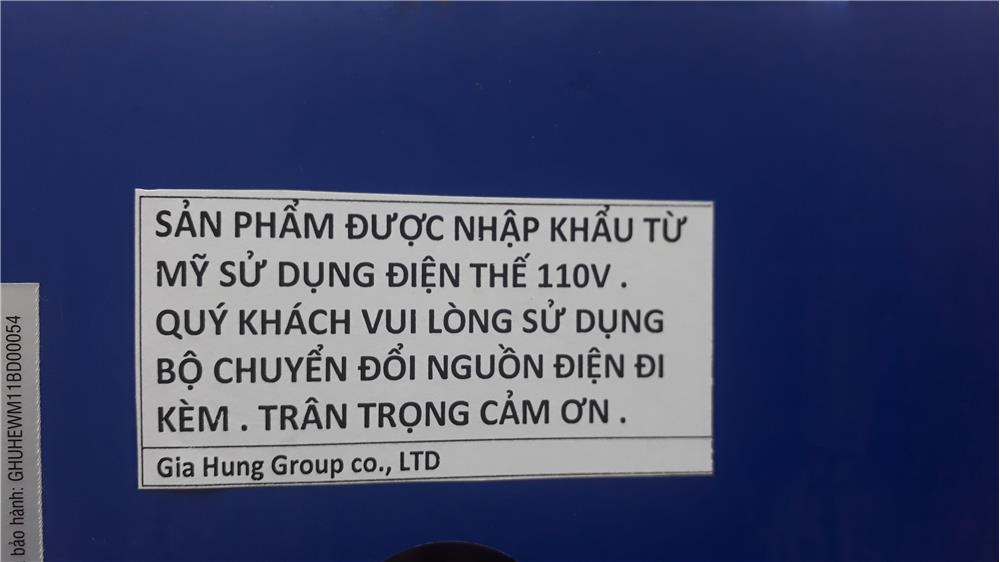 SẢN PHẨM ĐƯỢC NHẬP KHẨU TỪ
MỸ SỬ DỤNG ĐIỆN THẾ 110V .
QUÝ KHÁCH VUI LÒNG SỬ DỤNG
BỘ CHUYỂN ĐỔI NGUỒN ĐIỆN ĐI
KÈM . TRÂN TRỌNG CẢM ƠN .
Gia Hung Group co., LTD
bảo hành: GHUHEWM11BD00054